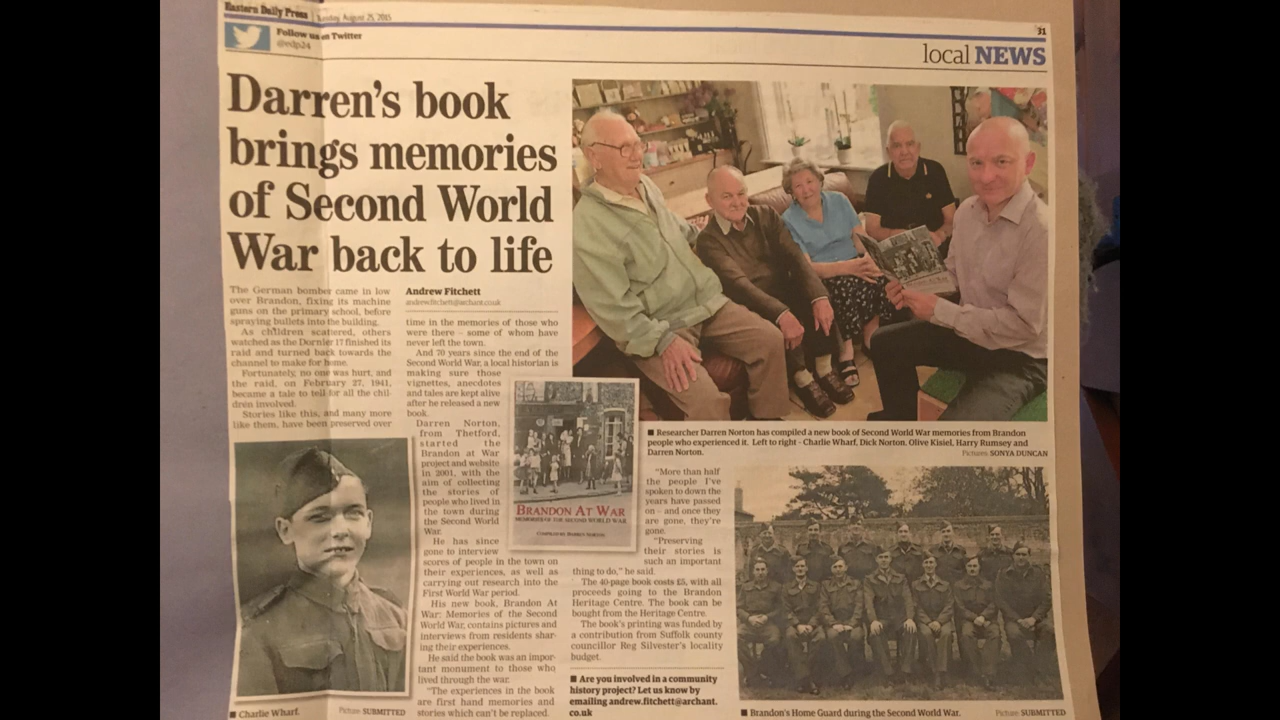 Eastern Daily Press | Tuesday, August 25, 2015
31
Follow us on Twitter
@edp24
local NEWS
Darren's book
brings memories
of Second World
War back to life
The German bomber came in low
over Brandon, fixing its machine
guns on the primary school, before
spraying bullets into the building.
As children scattered, others
watched as the Dornier 17 finished its
raid and turned back towards the
channel to make for home.
Fortunately, no one was hurt, and
the raid, on February 27, 1941,
became a tale to tell for all the chil-
dren involved.
Stories like this, and many more
like them, have been preserved over
■ Charlie Wharf.
Picture: SUBMITTED
Andrew Fitchett
andrew.fitchett@archant.co.uk
time in the memories of those who
were there – some of whom have
never left the town.
And 70 years since the end of the
Second World War, a local historian is
making sure those
vignettes, anecdotes
and tales are kept alive
after he released a new
book.
Darren Norton,
from Thetford,
started the
Brandon at War
project and website
in 2001, with the
aim of collecting
the stories of
people who lived in
the town during
the Second World
War.
He has since
gone to interview
scores of people in the town on
their experiences, as well as
carrying out research into the
First World War period.
His new book, Brandon At
War: Memories of the Second
World War, contains pictures and
interviews from residents shar-
ing their experiences.
He said the book was an impor-
tant monument to those who
lived through the war.
"The experiences in the book
are first hand memories and
stories which can't be replaced.
BRANDON AT WAR
MEMORIES OF THE SECOND WORLD WAR
COMPILED BY DARREN NORTON
"More than half
the people I've
spoken to down the
years have passed
on – and once they
are gone, they're
gone.
"Preserving
their stories is
such an important
thing to do," he said.
The 40-page book costs £5, with all
proceeds going to the Brandon
Heritage Centre. The book can be
bought from the Heritage Centre.
The book's printing was funded by
a contribution from Suffolk county
councillor Reg Silvester's locality
budget.
■ Are you involved in a community
history project? Let us know by
emailing andrew.fitchett@archant.
co.uk
■ Researcher Darren Norton has compiled a new book of Second World War memories from Brandon
people who experienced it. Left to right - Charlie Wharf, Dick Norton, Olive Kisiel, Harry Rumsey and
Darren Norton.
Pictures: SONYA DUNCAN
■ Brandon's Home Guard during the Second World War.
Picture: SUBMITTED